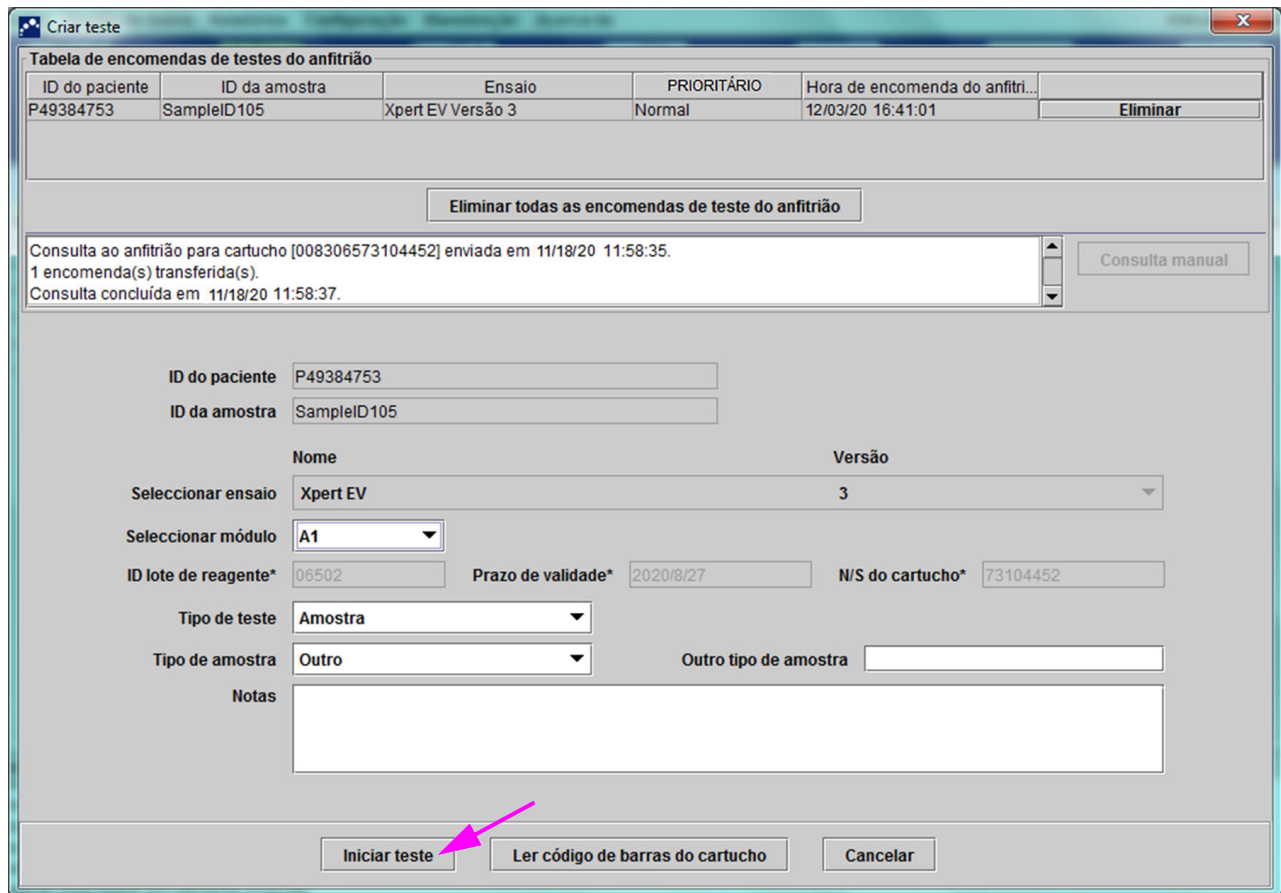 Criar teste
Tabela de encomendas de testes do anfitrião
ID do paciente ID da amostra Ensaio PRIORITÁRIO Hora de encomenda do anfitri...
P49384753 SampleID105 Xpert EV Versão 3 Normal 12/03/20 16:41:01 Eliminar
Eliminar todas as encomendas de teste do anfitrião
Consulta ao anfitrião para cartucho [008306573104452] enviada em 11/18/20 11:58:35.
1 encomenda(s) transferida(s).
Consulta concluída em 11/18/20 11:58:37.
Consulta manual
ID do paciente P49384753
ID da amostra SampleID105
Nome Versão
Seleccionar ensaio Xpert EV 3
Seleccionar módulo A1
ID lote de reagente* 06502 Prazo de validade* 2020/8/27 N/S do cartucho* 73104452
Tipo de teste Amostra
Tipo de amostra Outro Outro tipo de amostra
Notas
Iniciar teste Ler código de barras do cartucho Cancelar